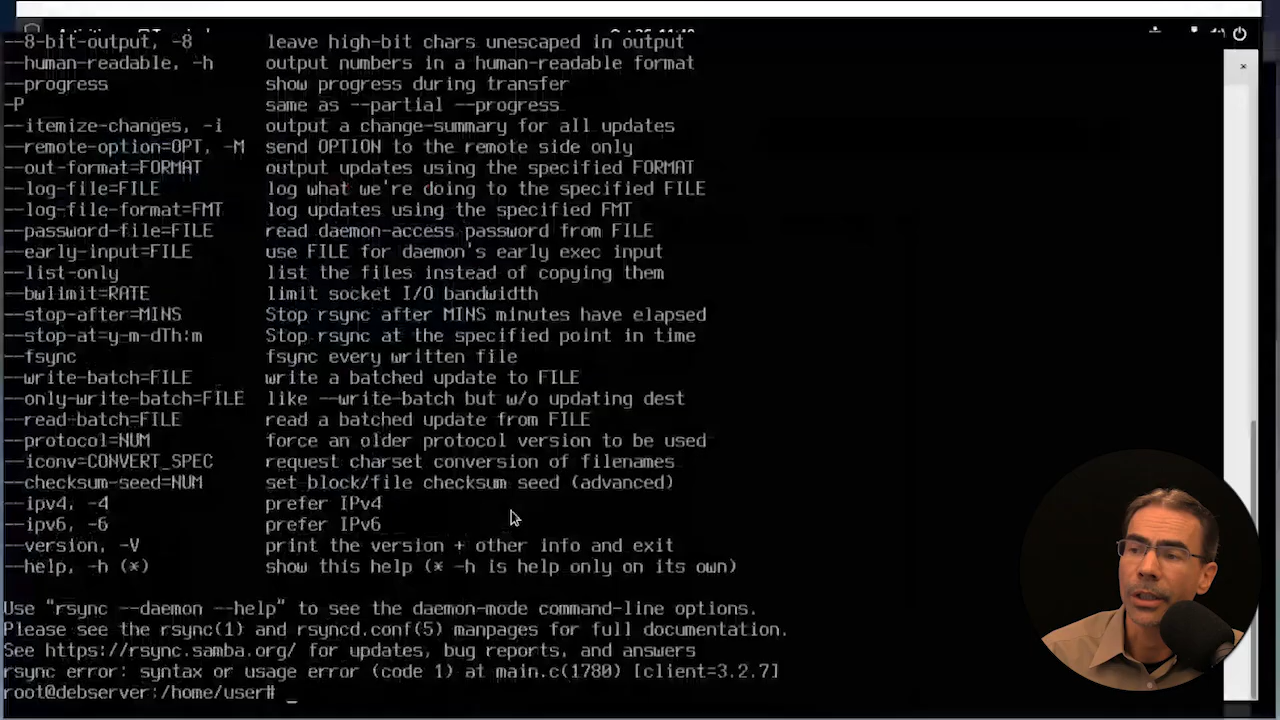 --8-bit-output, -8       leave high-bit chars unescaped in output
--human-readable, -h     output numbers in a human-readable format
--progress               show progress during transfer
-P                       same as --partial --progress
--itemize-changes, -i    output a change-summary for all updates
--remote-option=OPT, -M  send OPTION to the remote side only
--out-format=FORMAT      output updates using the specified FORMAT
--log-file=FILE          log what we're doing to the specified FILE
--log-file-format=FMT    log updates using the specified FMT
--password-file=FILE     read daemon-access password from FILE
--early-input=FILE       use FILE for daemon's early exec input
--list-only              list the files instead of copying them
--bwlimit=RATE           limit socket I/O bandwidth
--stop-after=MINS        Stop rsync after MINS minutes have elapsed
--stop-at=y-m-dTh:m      Stop rsync at the specified point in time
--fsync                  fsync every written file
--write-batch=FILE       write a batched update to FILE
--only-write-batch=FILE  like --write-batch but w/o updating dest
--read-batch=FILE        read a batched update from FILE
--protocol=NUM           force an older protocol version to be used
--iconv=CONVERT_SPEC     request charset conversion of filenames
--checksum-seed=NUM      set block/file checksum seed (advanced)
--ipv4, -4               prefer IPv4
--ipv6, -6               prefer IPv6
--version, -V            print the version + other info and exit
--help, -h (*)           show this help (* -h is help only on its own)
Use "rsync --daemon --help" to see the daemon-mode command-line options.
Please see the rsync(1) and rsyncd.conf(5) manpages for full documentation.
See https://rsync.samba.org/ for updates, bug reports, and answers
rsync error: syntax or usage error (code 1) at main.c(1780) [client=3.2.7]
root@debserver:/home/user# _